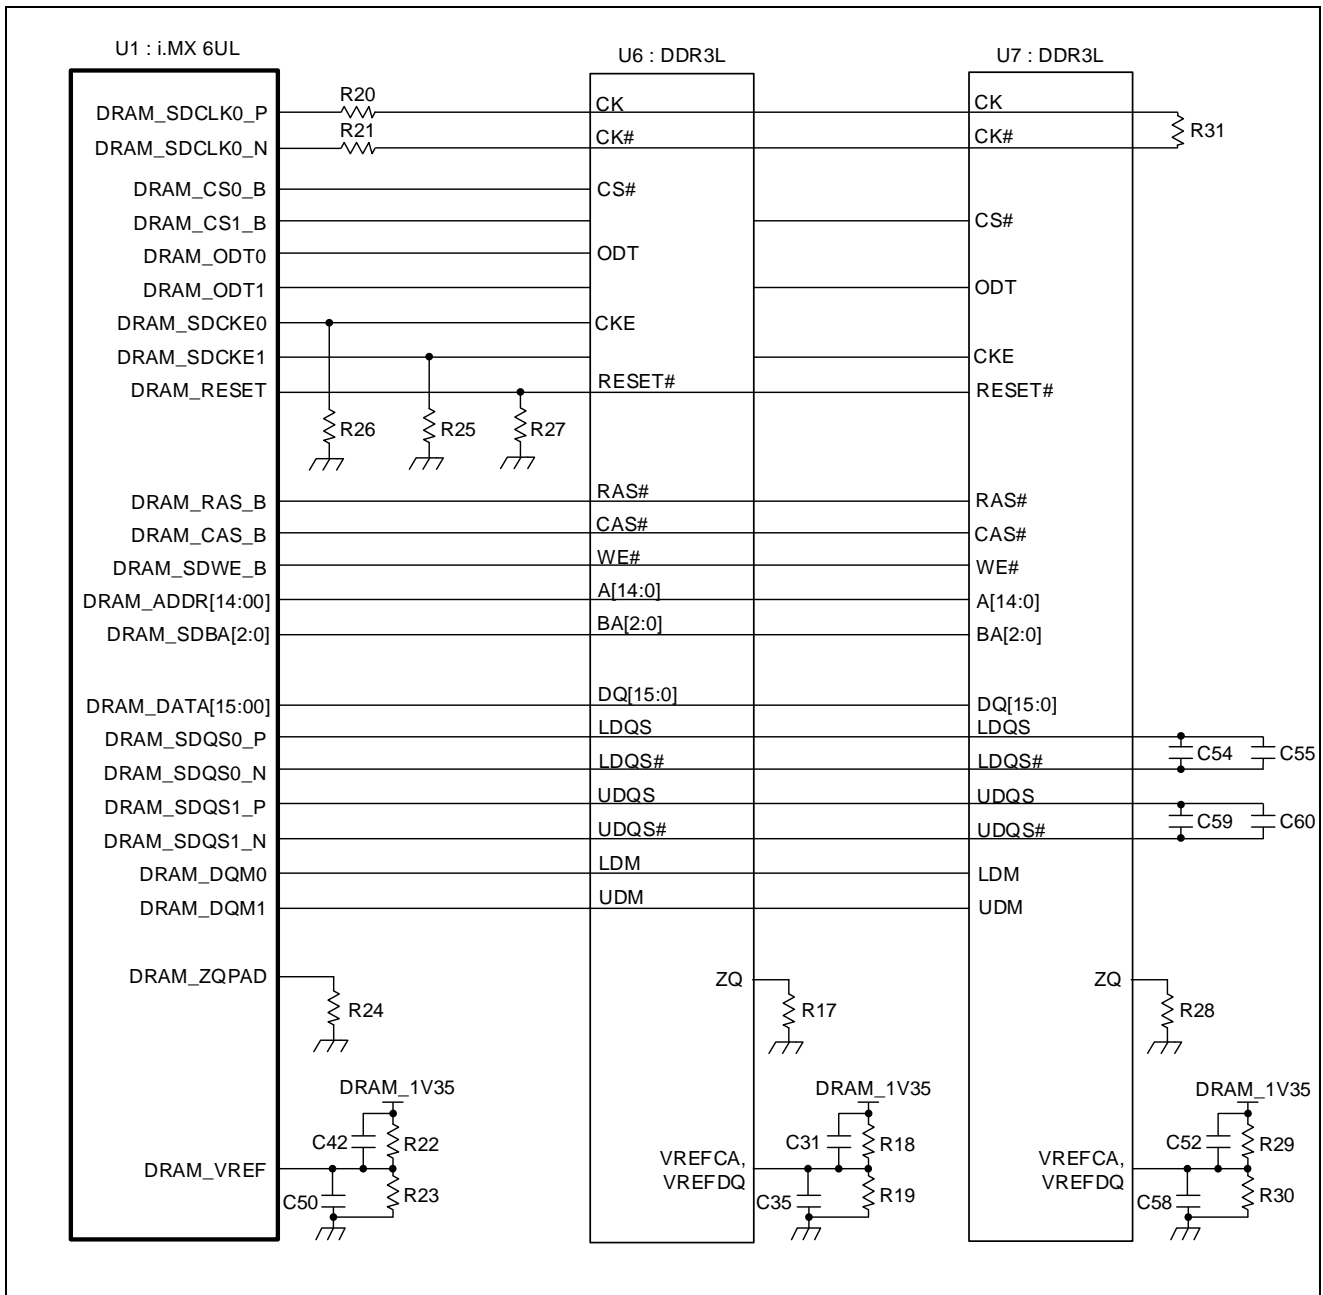 U1 : i.MX 6UL
U6 : DDR3L
U7 : DDR3L
DRAM_SDCLK0_P
R20
CK
CK
DRAM_SDCLK0_N
R21
CK#
CK#
R31
DRAM_CS0_B
CS#
DRAM_CS1_B
CS#
DRAM_ODT0
ODT
DRAM_ODT1
ODT
DRAM_SDCKE0
CKE
DRAM_SDCKE1
CKE
DRAM_RESET
RESET#
RESET#
R26
R25
R27
DRAM_RAS_B
RAS#
RAS#
DRAM_CAS_B
CAS#
CAS#
DRAM_SDWE_B
WE#
WE#
DRAM_ADDR[14:00]
A[14:0]
A[14:0]
DRAM_SDBA[2:0]
BA[2:0]
BA[2:0]
DRAM_DATA[15:00]
DQ[15:0]
DQ[15:0]
DRAM_SDQS0_P
LDQS
LDQS
DRAM_SDQS0_N
LDQS#
LDQS#
C54
C55
DRAM_SDQS1_P
UDQS
UDQS
DRAM_SDQS1_N
UDQS#
UDQS#
C59
C60
DRAM_DQM0
LDM
LDM
DRAM_DQM1
UDM
UDM
DRAM_ZQPAD
R24
ZQ
R17
ZQ
R28
DRAM_1V35
DRAM_1V35
DRAM_1V35
C42
R22
C31
R18
C52
R29
DRAM_VREF
VREFCA,
VREFDQ
VREFCA,
VREFDQ
C50
R23
C35
R19
C58
R30